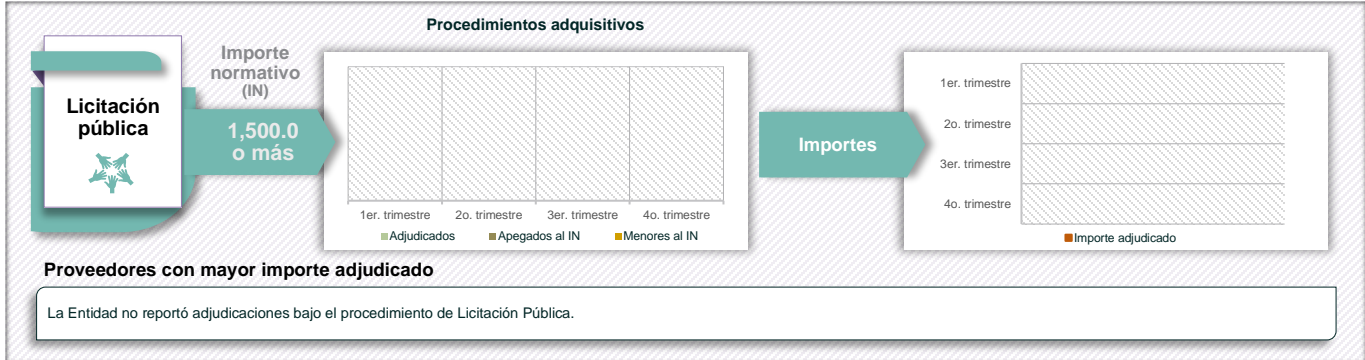 Procedimientos adquisitivos
Licitación
pública
Importe
normativo
(IN)
1,500.0
o más
1er. trimestre
2o. trimestre
3er. trimestre
4o. trimestre
Adjudicados
Apegados al IN
Menores al IN
Importes
1er. trimestre
2o. trimestre
3er. trimestre
4o. trimestre
Importe adjudicado
Proveedores con mayor importe adjudicado
La Entidad no reportó adjudicaciones bajo el procedimiento de Licitación Pública.